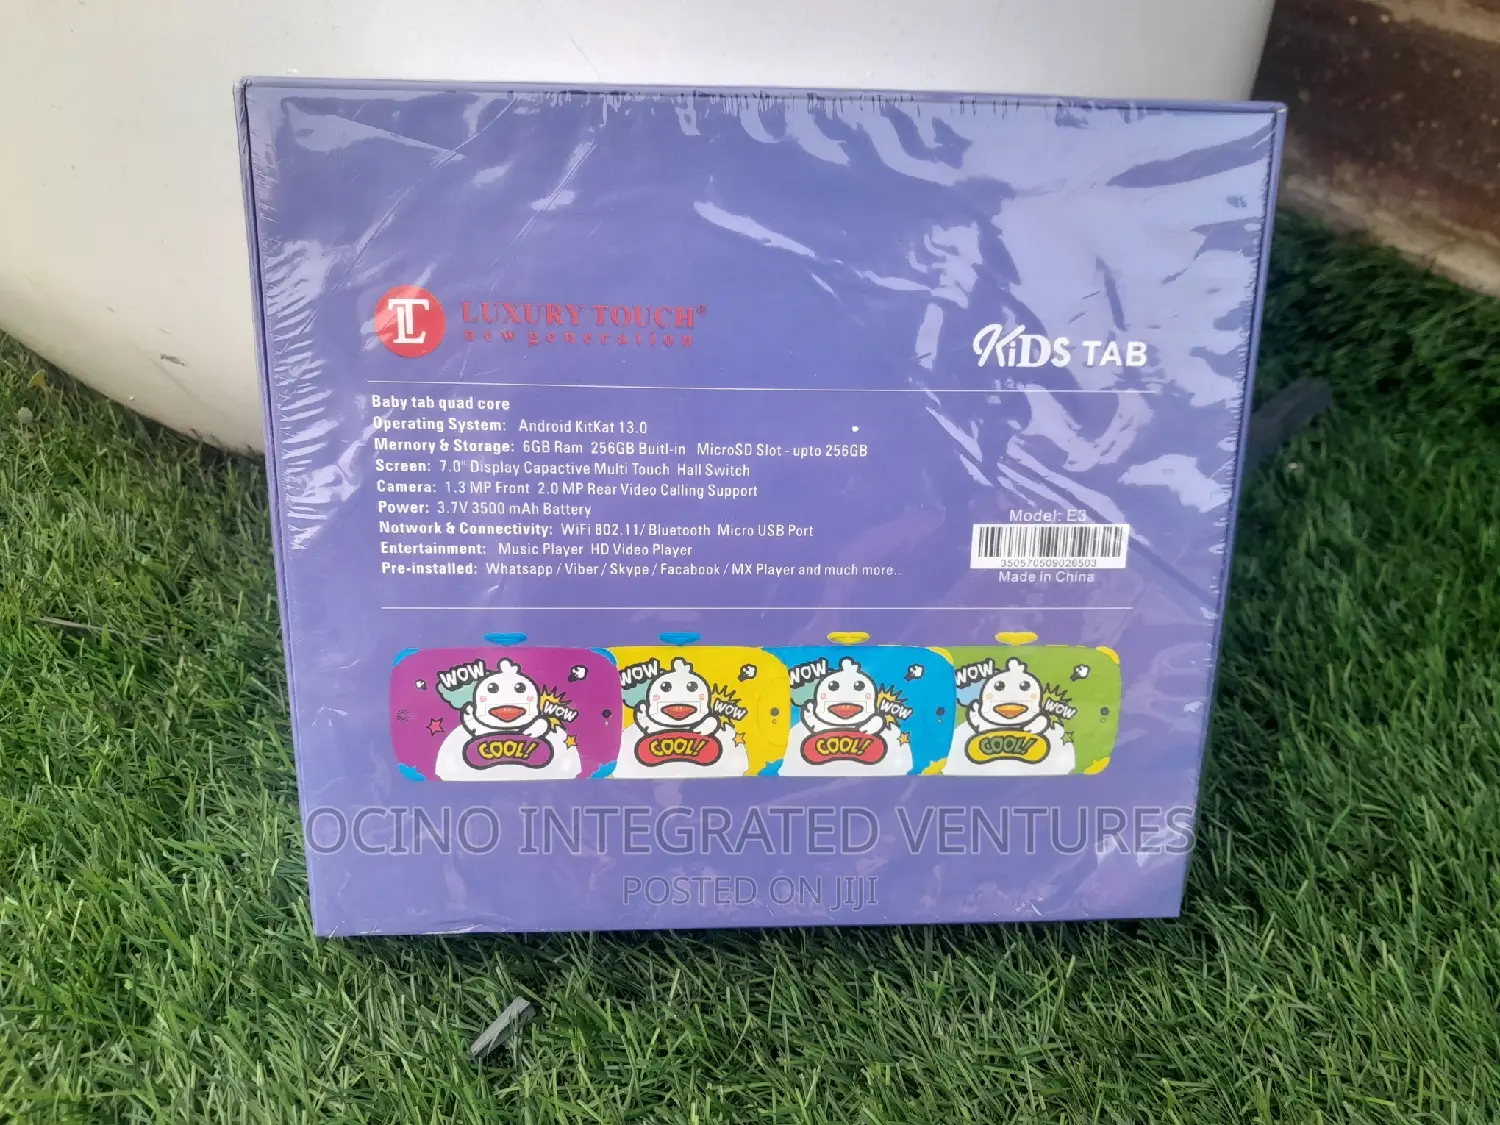 LT
LUXURY TOUCH®
new generation
KiDS TAB
Baby tab quad core
Operating System: Android KitKat 13.0
Mernory & Storage: 6GB Ram 256GB Buitl-in MicroSD Slot - upto 256GB
Screen: 7.0" Display Capactive Multi Touch Hall Switch
Camera: 1.3 MP Front 2.0 MP Rear Video Calling Support
Power: 3.7V 3500 mAh Battery
Notwork & Connectivity: WiFi 802.11/ Bluetooth Micro USB Port
Entertainment: Music Player HD Video Player
Pre-installed: Whatsapp / Viber / Skype / Facabook / MX Player and much more..
Model: E3
350570509026503
Made in China
WOW WOW COOL!!
WOW WOW COOL!!
WOW WOW COOL!!
WOW WOW COOL!!
OCINO INTEGRATED VENTURES
POSTED ON JIJI